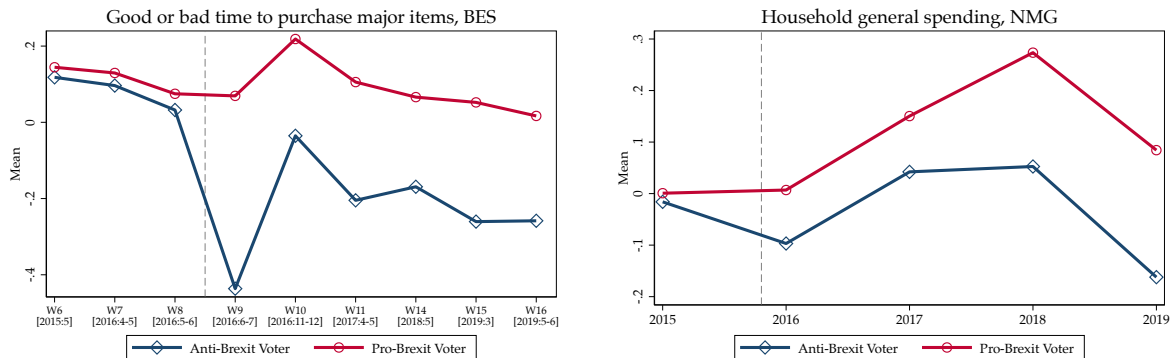 Good or bad time to purchase major items, BES
Mean
.2
0
-.2
-.4
W6 W7 W8 W9 W10 W11 W14 W15 W16
[2015:5] [2016:4-5] [2016:5-6] [2016:6-7] [2016:11-12] [2017:4-5] [2018:5] [2019:3] [2019:5-6]
Anti-Brexit Voter Pro-Brexit Voter
Household general spending, NMG
Mean
.3
.2
.1
0
-.1
-.2
2015 2016 2017 2018 2019
Anti-Brexit Voter Pro-Brexit Voter